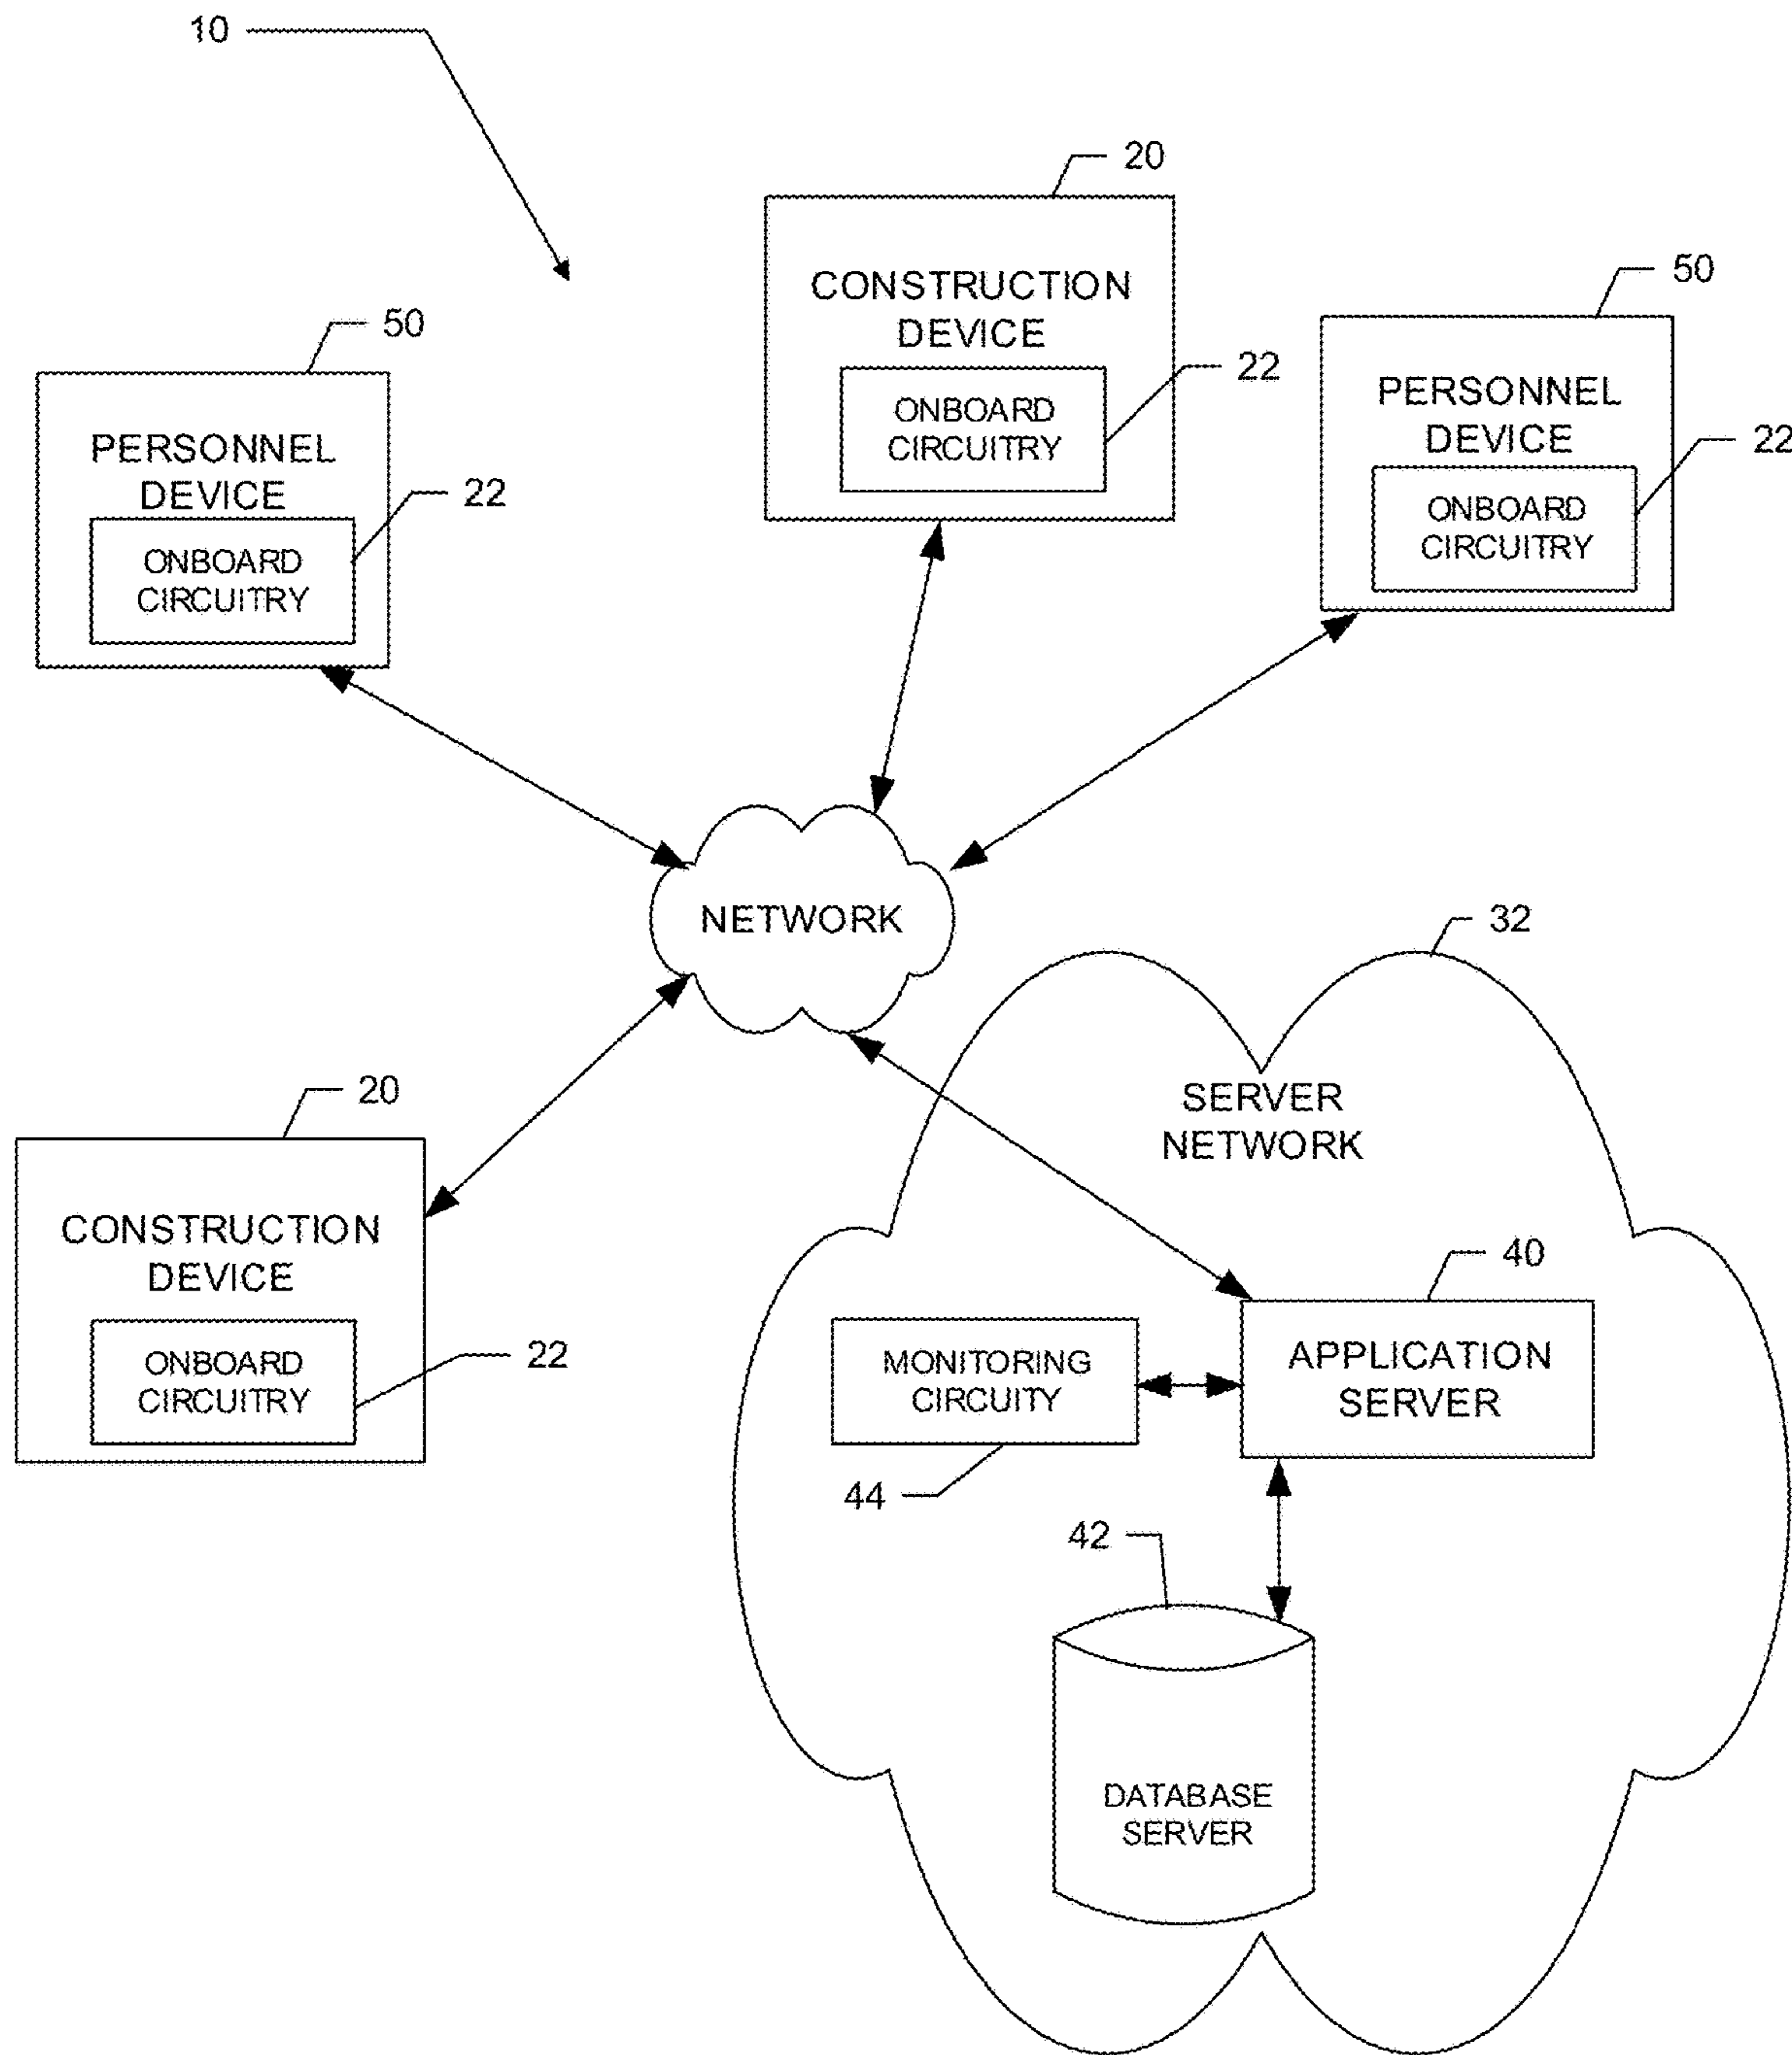 10
20
CONSTRUCTION
DEVICE
22
ONBOARD
CIRCUITRY
50
PERSONNEL
DEVICE
22
ONBOARD
CIRCUITRY
50
PERSONNEL
DEVICE
22
ONBOARD
CIRCUITRY
NETWORK
32
SERVER
NETWORK
20
CONSTRUCTION
DEVICE
22
ONBOARD
CIRCUITRY
40
APPLICATION
SERVER
MONITORING
CIRCUITY
44
42
DATABASE
SERVER